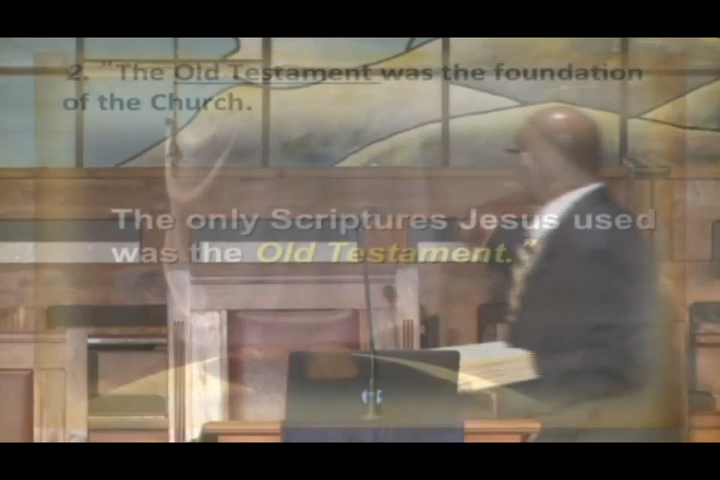 2. "The Old Testament was the foundation
of the Church.
The only Scriptures Jesus used
was the Old Testament."